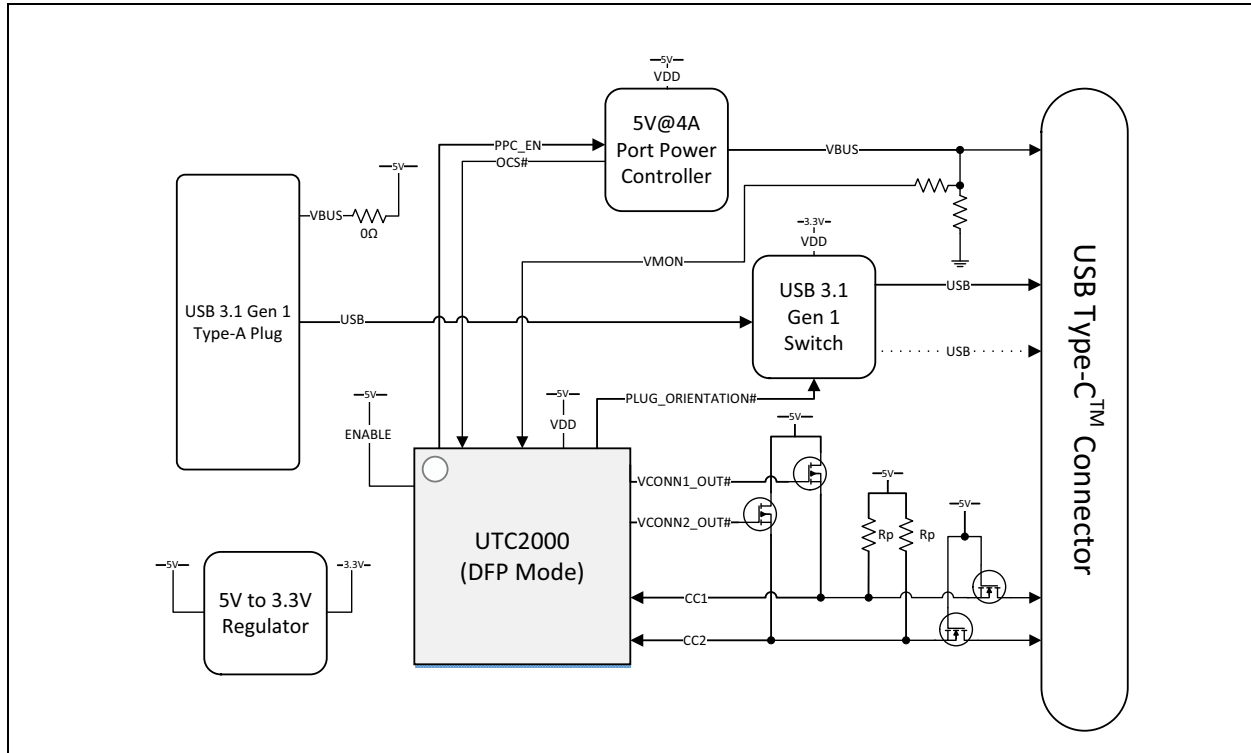 5V
VDD
5V@4A
Port Power
Controller
PPC_EN
OCS#
VBUS
5V
VBUS
0Ω
VMON
3.3V
VDD
USB 3.1
Gen 1
Switch
USB
USB
USB 3.1 Gen 1
Type-A Plug
USB
USB Type-C™ Connector
5V
ENABLE
5V
VDD
PLUG_ORIENTATION#
5V
VCONN1_OUT#
VCONN2_OUT#
5V
Rp
Rp
5V
UTC2000
(DFP Mode)
CC1
CC2
5V
3.3V
5V to 3.3V
Regulator